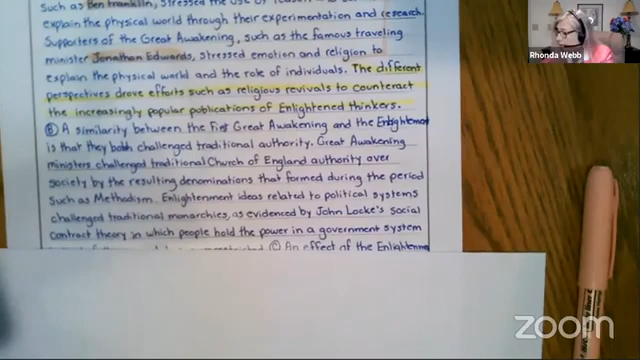 such as Ben Franklin, stressed the use of reason
explain the physical world through their experimentation and research.
Supporters of the Great Awakening, such as the famous traveling
minister Jonathan Edwards, stressed emotion and religion to
explain the physical world and the role of individuals. The different
perspectives drove efforts such as religious revivals to counteract
the increasingly popular publications of Enlightened thinkers.
Ⓑ A similarity between the First Great Awakening and the Enlightenment
is that they both challenged traditional authority. Great Awakening
ministers challenged traditional Church of England authority over
society by the resulting denominations that formed during the period
such as Methodism. Enlightenment ideas related to political systems
challenged traditional monarchies, as evidenced by John Locke's social
contract theory in which people hold the power in a government system
Ⓒ An effect of the Enlightenme
Rhonda Webb
zoom